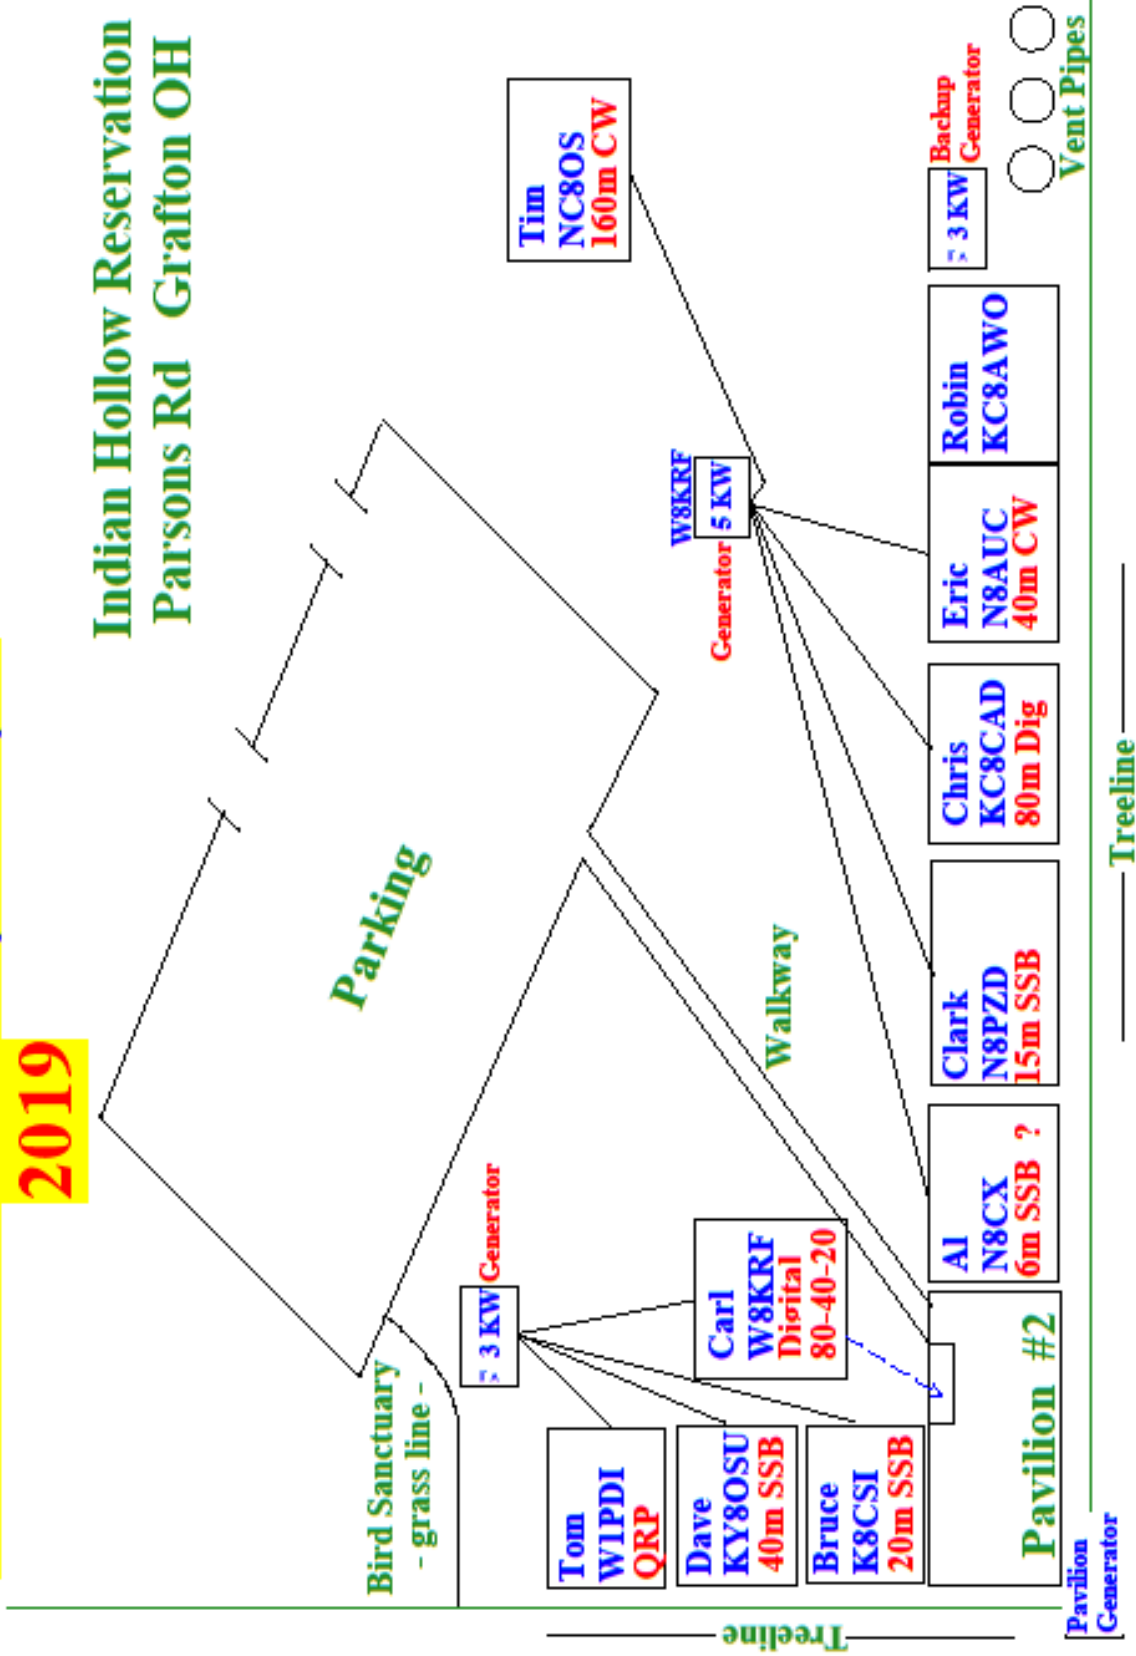 2019
Indian Hollow Reservation
Parsons Rd Grafton OH
Parking
Bird Sanctuary
- grass line -
3 KW
Generator
Tim
NC8OS
160m CW
W8KRF
5 KW
Generator
Walkway
Tom
W1PDI
QRP
Dave
KY8OSU
40m SSB
Bruce
K8CSI
20m SSB
Carl
W8KRF
Digital
80-40-20
Pavilion #2
Al
N8CX
6m SSB ?
Clark
N8PZD
15m SSB
Chris
KC8CAD
80m Dig
Eric
N8AUC
40m CW
Robin
KC8AWO
3 KW
Backup
Generator
Vent Pipes
Treeline
Treeline
Pavilion
Generator